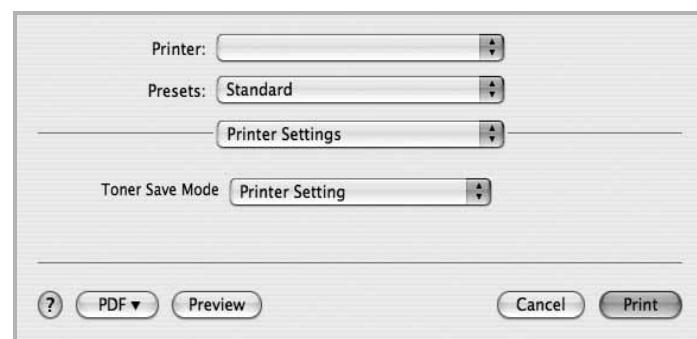 Printer:
Presets: Standard
Printer Settings
Toner Save Mode Printer Setting
? PDF ▼ Preview Cancel Print